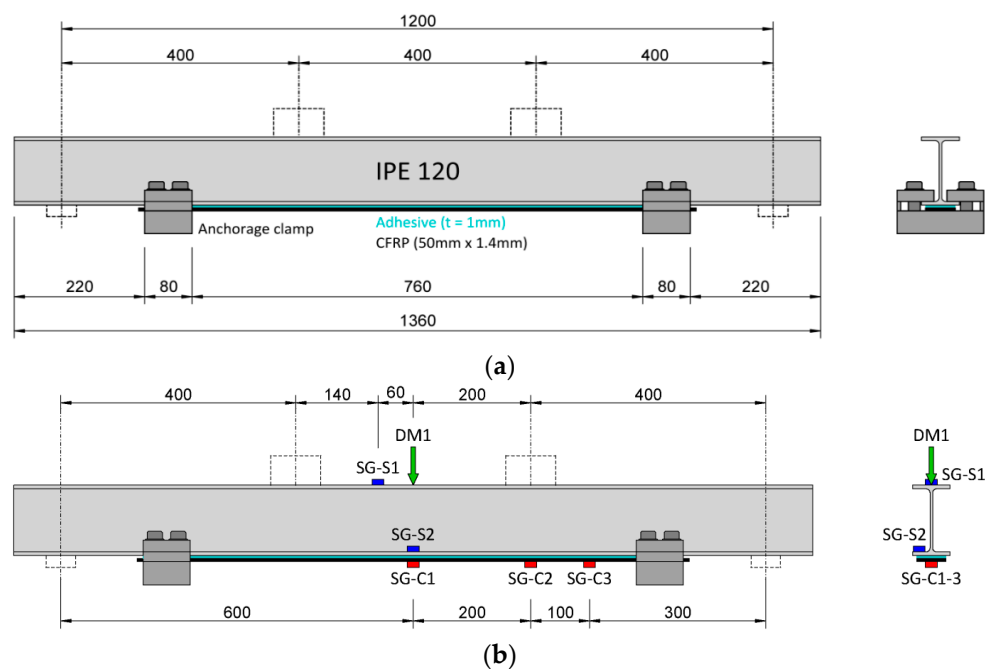 1200
400 400 400
IPE 120
Anchorage clamp
Adhesive (t = 1mm)
CFRP (50mm x 1.4mm)
220 80 760 80 220
1360
(a)
400 140 60 200 400
DM1 DM1
SG-S1 SG-S1
SG-S2 SG-S2
SG-C1 SG-C2 SG-C3 SG-C1-3
600 200 100 300
(b)